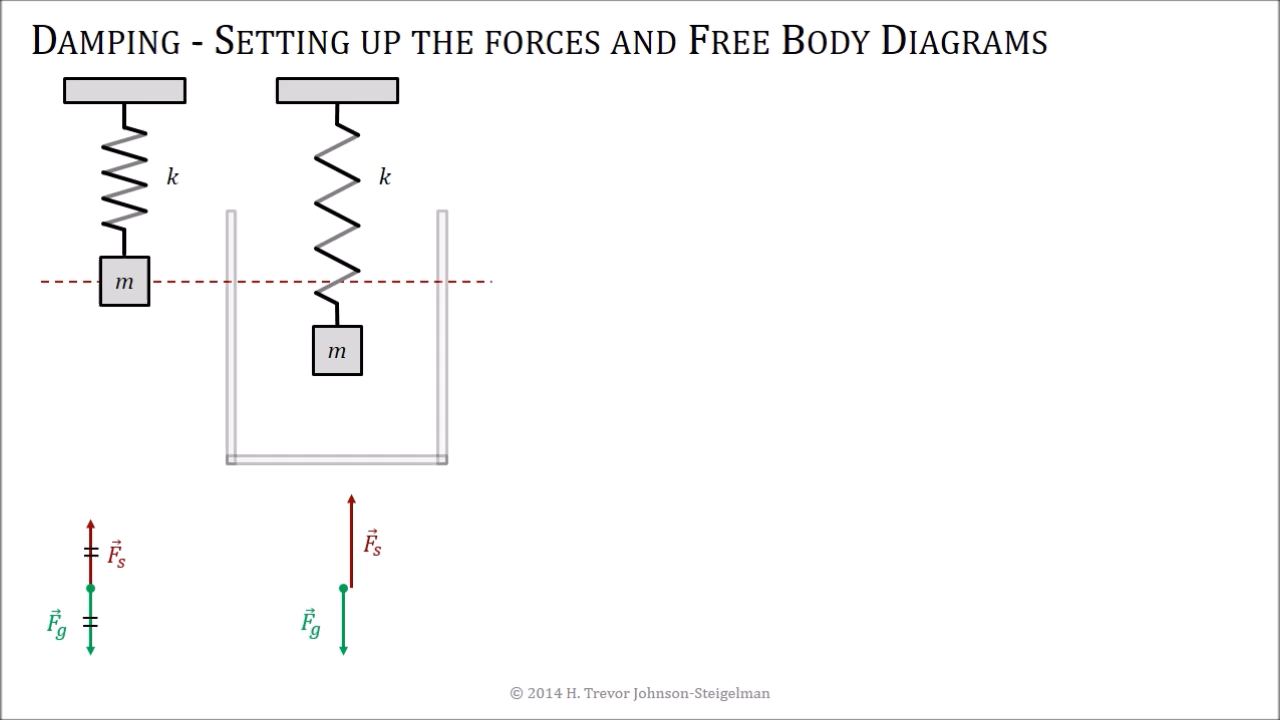 DAMPING - SETTING UP THE FORCES AND FREE BODY DIAGRAMS
k
k
m
m
F⃗s
F⃗s
F⃗g
F⃗g
© 2014 H. Trevor Johnson-Steigelman